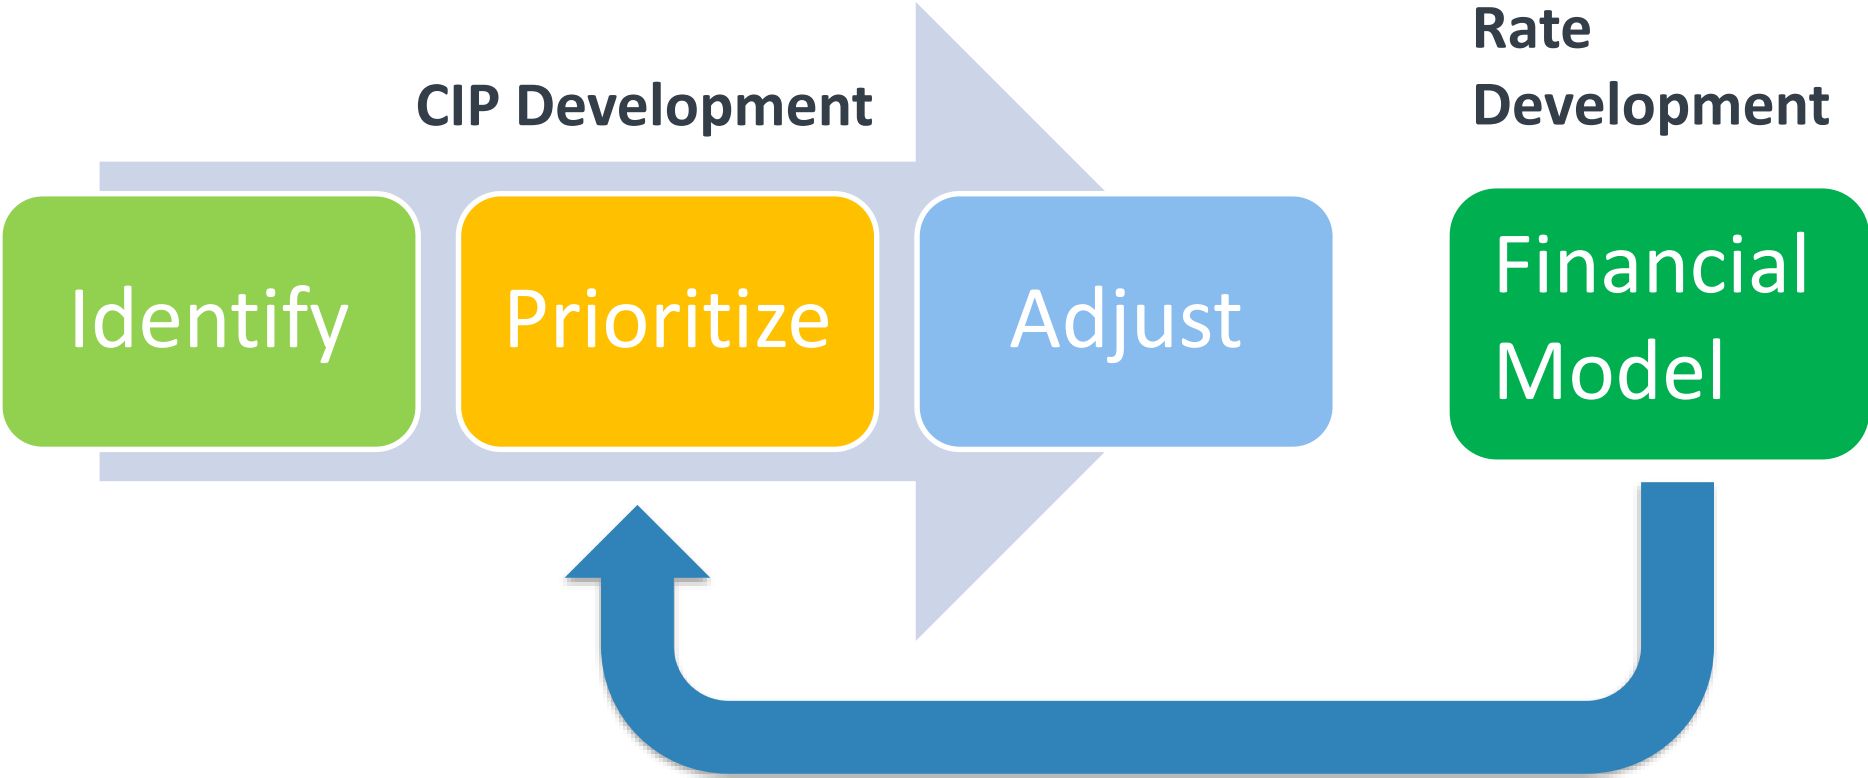 CIP Development
Rate
Development
Identify
Prioritize
Adjust
Financial
Model